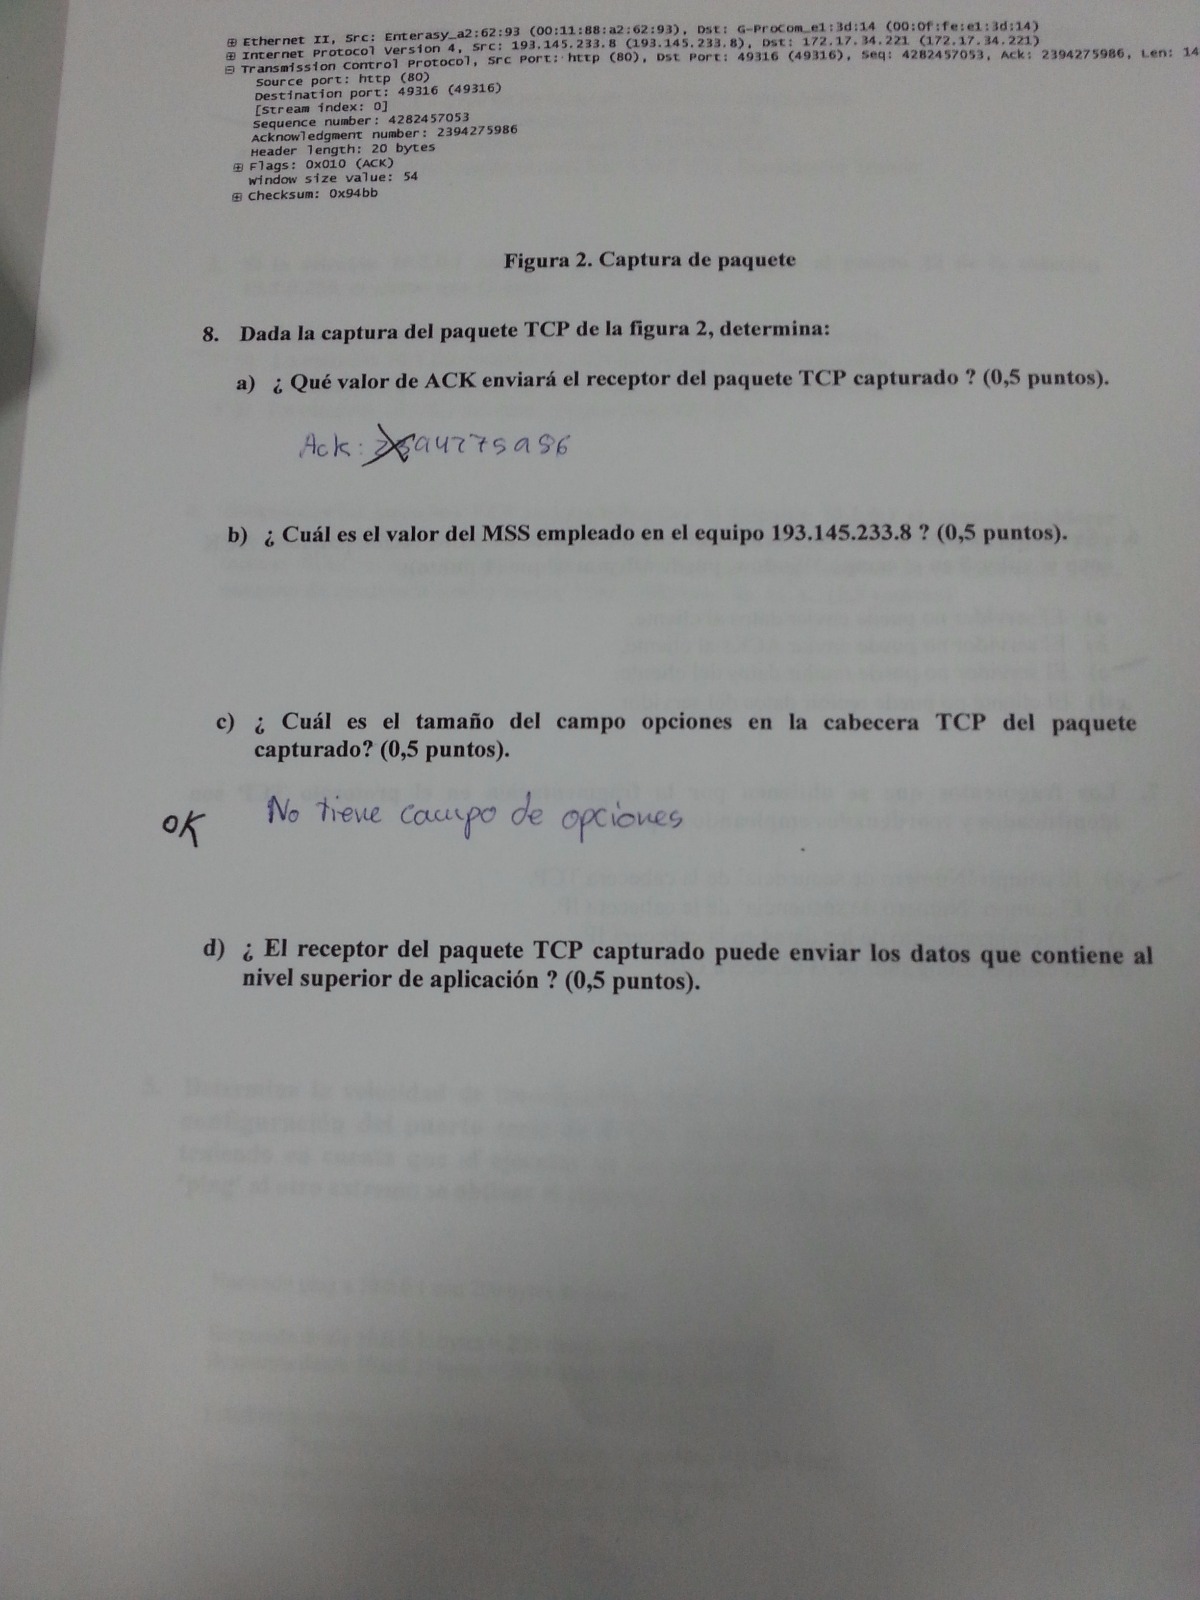 Ethernet II, Src: Enterasy_a2:62:93 (00:11:88:a2:62:93), Dst: G-ProCom_e1:3d:14 (00:0f:fe:e1:3d:14)
Internet Protocol Version 4, Src: 193.145.233.8 (193.145.233.8), Dst: 172.17.34.221 (172.17.34.221)
Transmission Control Protocol, Src Port: http (80), Dst Port: 49316 (49316), Seq: 4282457053, Ack: 2394275986, Len: 14
Source port: http (80)
Destination port: 49316 (49316)
[Stream index: 0]
Sequence number: 4282457053
Acknowledgment number: 2394275986
Header length: 20 bytes
Flags: 0x010 (ACK)
Window size value: 54
Checksum: 0x94bb
Figura 2. Captura de paquete
8. Dada la captura del paquete TCP de la figura 2, determina:
a) ¿ Qué valor de ACK enviará el receptor del paquete TCP capturado ? (0,5 puntos).
Ack: 2394275986
b) ¿ Cuál es el valor del MSS empleado en el equipo 193.145.233.8 ? (0,5 puntos).
c) ¿ Cuál es el tamaño del campo opciones en la cabecera TCP del paquete
capturado? (0,5 puntos).
OK No tiene campo de opciones
d) ¿ El receptor del paquete TCP capturado puede enviar los datos que contiene al
nivel superior de aplicación ? (0,5 puntos).